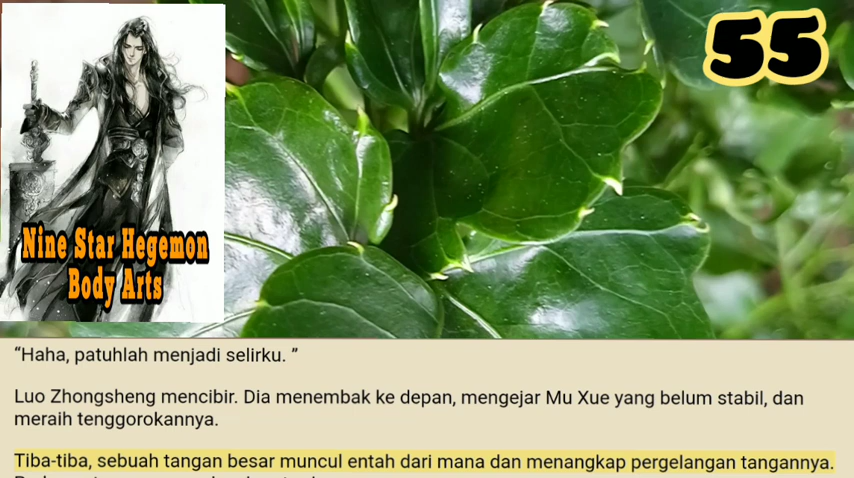 55
Nine Star Hegemon
Body Arts
“Haha, patuhlah menjadi selirku. ”
Luo Zhongsheng mencibir. Dia menembak ke depan, mengejar Mu Xue yang belum stabil, dan
meraih tenggorokannya.
Tiba-tiba, sebuah tangan besar muncul entah dari mana dan menangkap pergelangan tangannya.